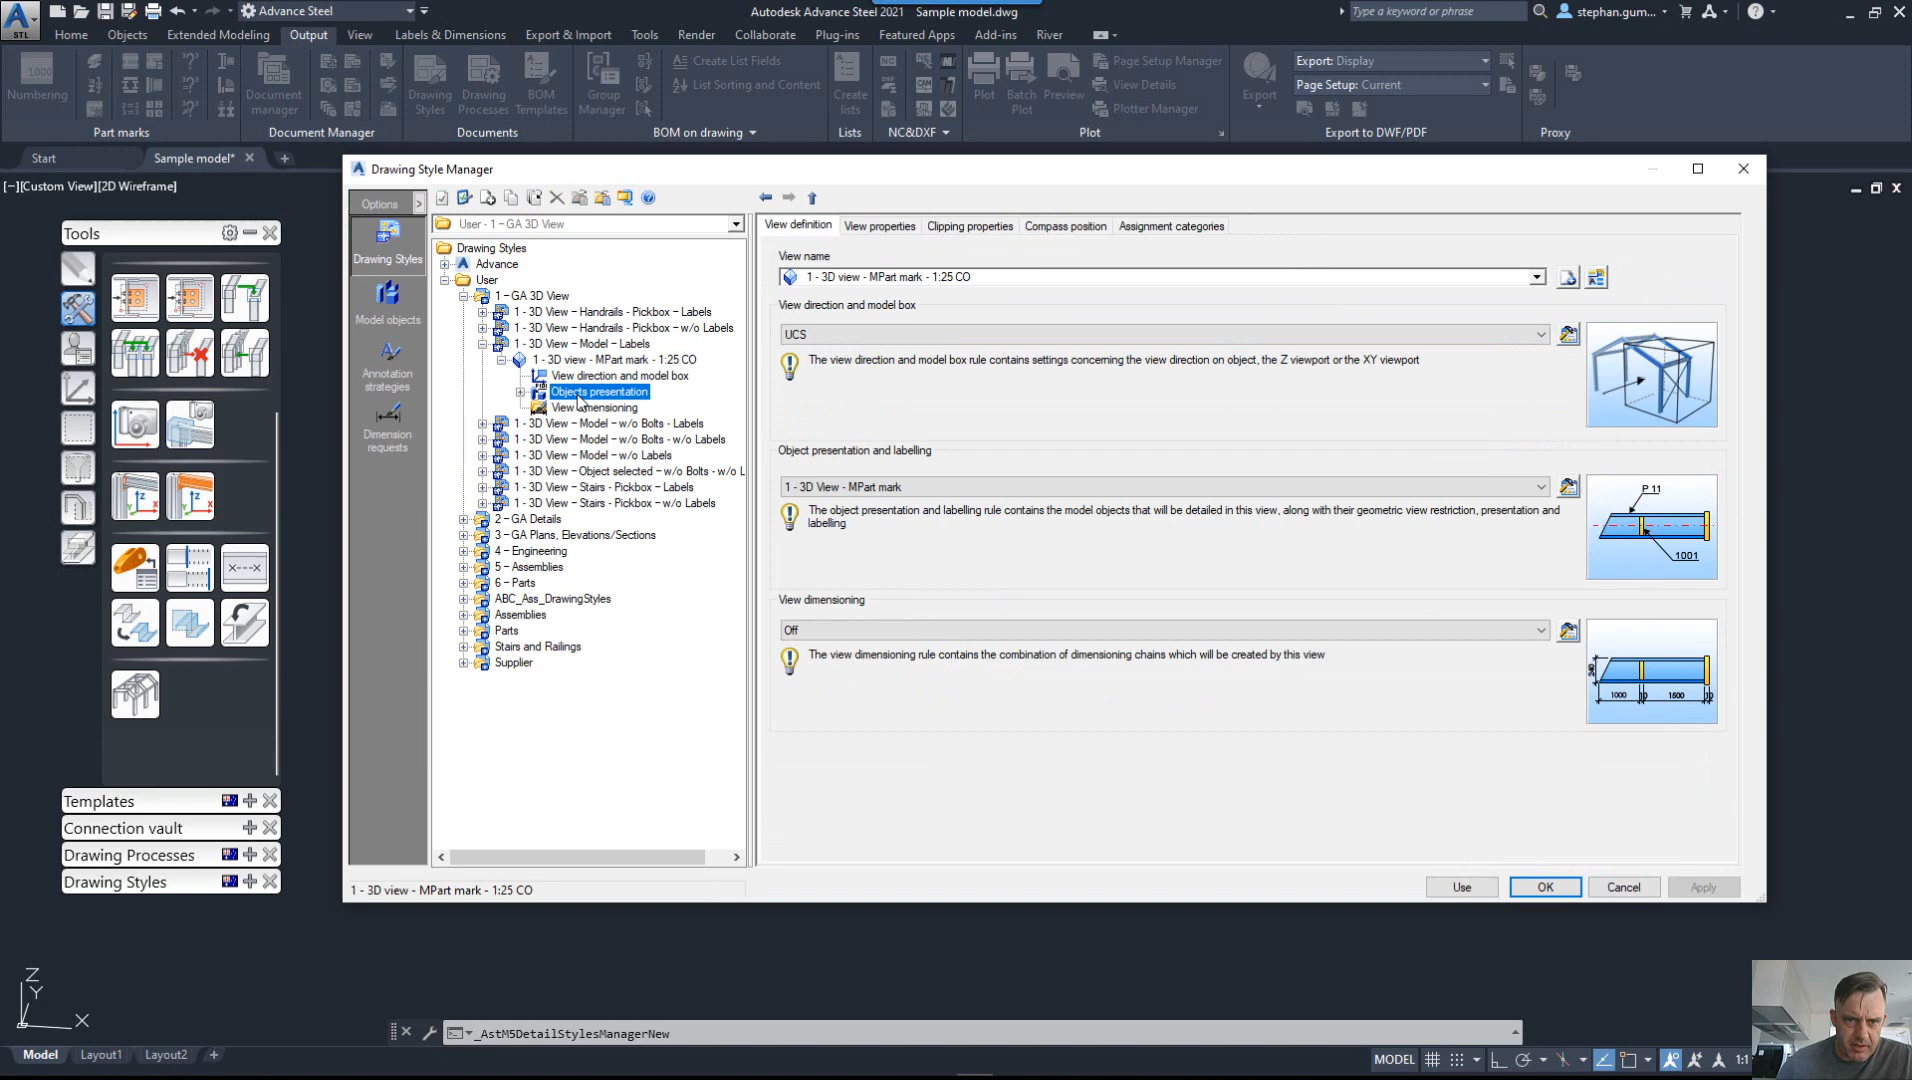 Advance Steel
Autodesk Advance Steel 2021 Sample model.dwg
Type a keyword or phrase
stephan.gum...
STL
Home Objects Extended Modeling Output View Labels & Dimensions Export & Import Tools Render Collaborate Plug-ins Featured Apps Add-ins River
Numbering
Document manager
Drawing Styles
Drawing Processes
BOM Templates
Group Manager
Create List Fields
List Sorting and Content
Create lists
NC
CAM
Plot
Batch Plot
Preview
Page Setup Manager
View Details
Plotter Manager
Export
Export: Display
Page Setup: Current
Part marks
Document Manager
Documents
BOM on drawing
Lists
NC&DXF
Plot
Export to DWF/PDF
Proxy
Start
Sample model*
[−][Custom View][2D Wireframe]
Tools
Templates
Connection vault
Drawing Processes
Drawing Styles
Drawing Style Manager
Options
Drawing Styles
Model objects
Annotation strategies
Dimension requests
User - 1 – GA 3D View
Drawing Styles
Advance
User
1 – GA 3D View
1 - 3D View – Handrails - Pickbox – Labels
1 - 3D View – Handrails - Pickbox – w/o Labels
1 - 3D View – Model – Labels
1 - 3D view - MPart mark - 1:25 CO
View direction and model box
Objects presentation
View dimensioning
1 - 3D View – Model – w/o Bolts - Labels
1 - 3D View – Model – w/o Bolts - w/o Labels
1 - 3D View – Model – w/o Labels
1 - 3D View – Object selected – w/o Bolts - w/o L
1 - 3D View – Stairs - Pickbox – Labels
1 - 3D View – Stairs - Pickbox – w/o Labels
2 – GA Details
3 – GA Plans, Elevations/Sections
4 – Engineering
5 – Assemblies
6 – Parts
ABC_Ass_DrawingStyles
Assemblies
Parts
Stairs and Railings
Supplier
View definition View properties Clipping properties Compass position Assignment categories
View name
1 - 3D view - MPart mark - 1:25 CO
View direction and model box
UCS
The view direction and model box rule contains settings concerning the view direction on object, the Z viewport or the XY viewport
Object presentation and labelling
1 - 3D View - MPart mark
The object presentation and labelling rule contains the model objects that will be detailed in this view, along with their geometric view restriction, presentation and
labelling
P 11
1001
View dimensioning
Off
The view dimensioning rule contains the combination of dimensioning chains which will be created by this view
240
1000 1500
1 - 3D view - MPart mark - 1:25 CO
Use OK Cancel Apply
Z
Y
X
_AstM5DetailStylesManagerNew
Model Layout1 Layout2
MODEL
1:1